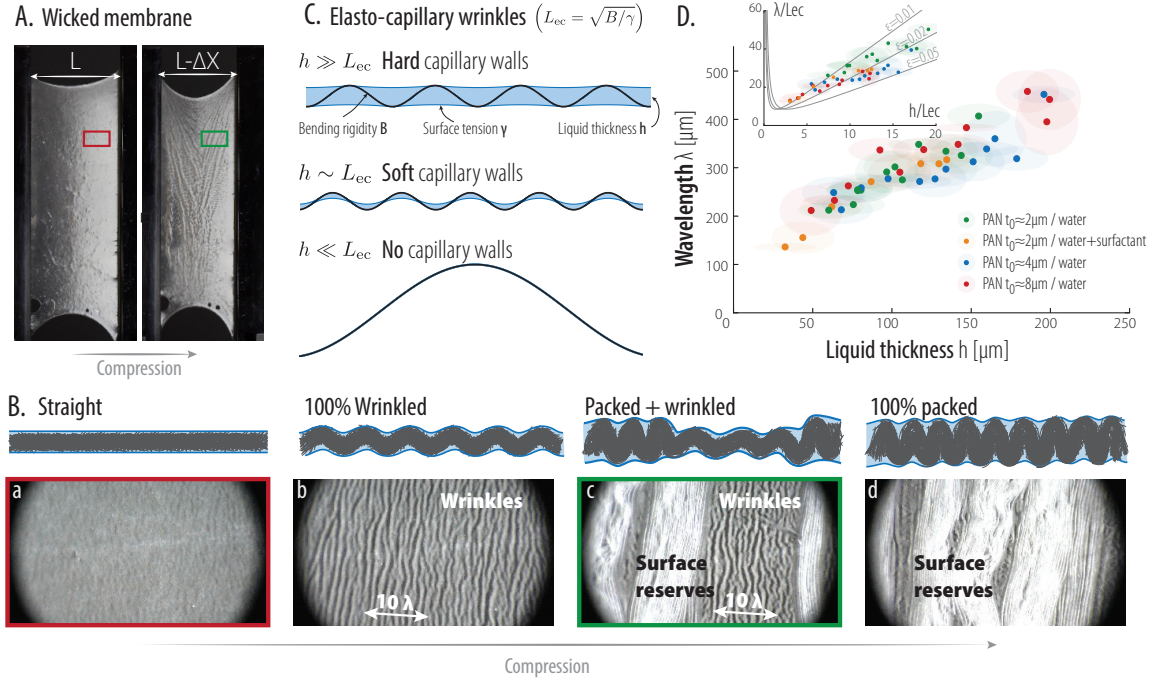 A. Wicked membrane
L
L-ΔX
Compression
C. Elasto-capillary wrinkles (L_ec = √B/γ)
h ≫ L_ec Hard capillary walls
Bending rigidity B
Surface tension γ
Liquid thickness h
h ∼ L_ec Soft capillary walls
h ≪ L_ec No capillary walls
D.
λ/Lec
60
40
20
0
0 5 10 15 20
h/Lec
ε=0.01
ε=0.02
ε=0.05
Wavelength λ [µm]
500
400
300
200
100
0
0 50 100 150 200 250
Liquid thickness h [µm]
PAN t₀≈2µm / water
PAN t₀≈2µm / water+surfactant
PAN t₀≈4µm / water
PAN t₀≈8µm / water
B. Straight
100% Wrinkled
Packed + wrinkled
100% packed
a
b
Wrinkles
10 λ
c
Wrinkles
Surface
reserves
10 λ
d
Surface
reserves
Compression